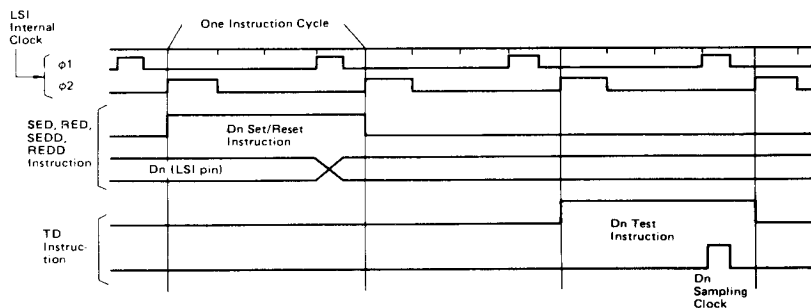 LSI
Internal
Clock
One Instruction Cycle
φ1
φ2
SED, RED,
SEDD,
REDD
Instruction
Dn Set/Reset
Instruction
Dn (LSI pin)
TD
Instruc-
tion
Dn Test
Instruction
Dn
Sampling
Clock